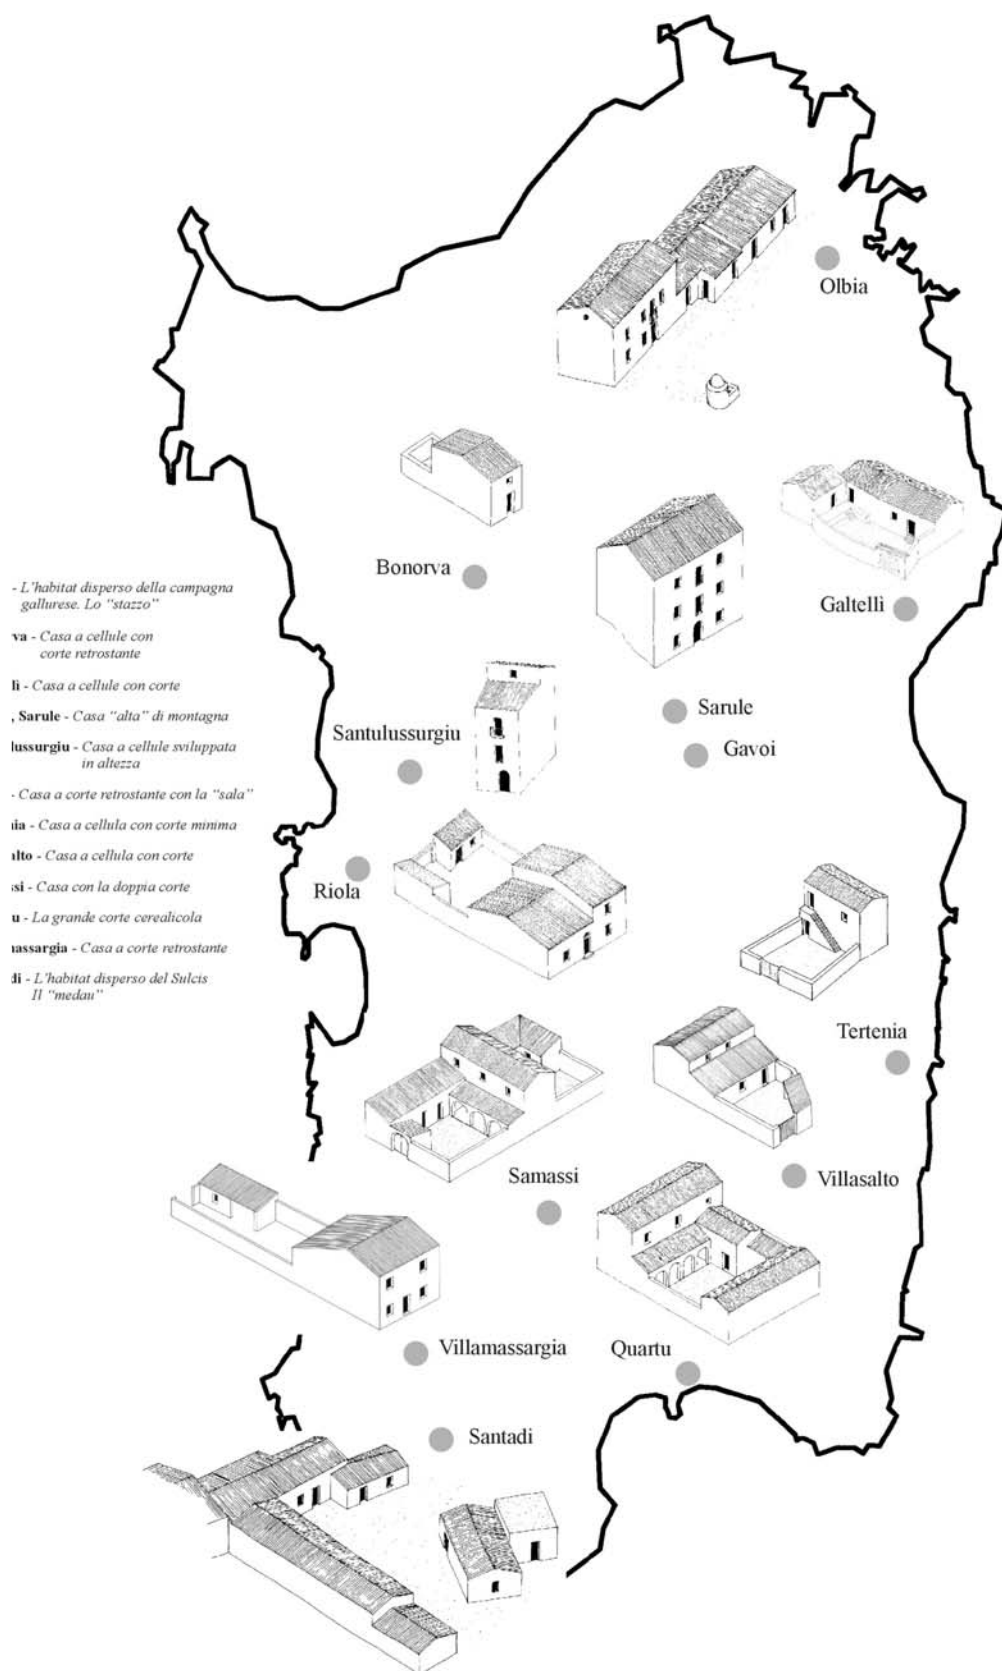 Olbia
Bonorva
Galtellì
- L'habitat disperso della campagna
gallurese. Lo "stazzo"
va - Casa a cellule con
corte retrostante
lì - Casa a cellule con corte
, Sarule - Casa "alta" di montagna
lussurgiu - Casa a cellule sviluppata
in altezza
- Casa a corte retrostante con la "sala"
nia - Casa a cellula con corte minima
alto - Casa a cellula con corte
ssi - Casa con la doppia corte
u - La grande corte cerealicola
massargia - Casa a corte retrostante
di - L'habitat disperso del Sulcis
Il "medau"
Sarule
Santulussurgiu
Gavoi
Riola
Tertenia
Samassi
Villasalto
Villamassargia
Quartu
Santadi